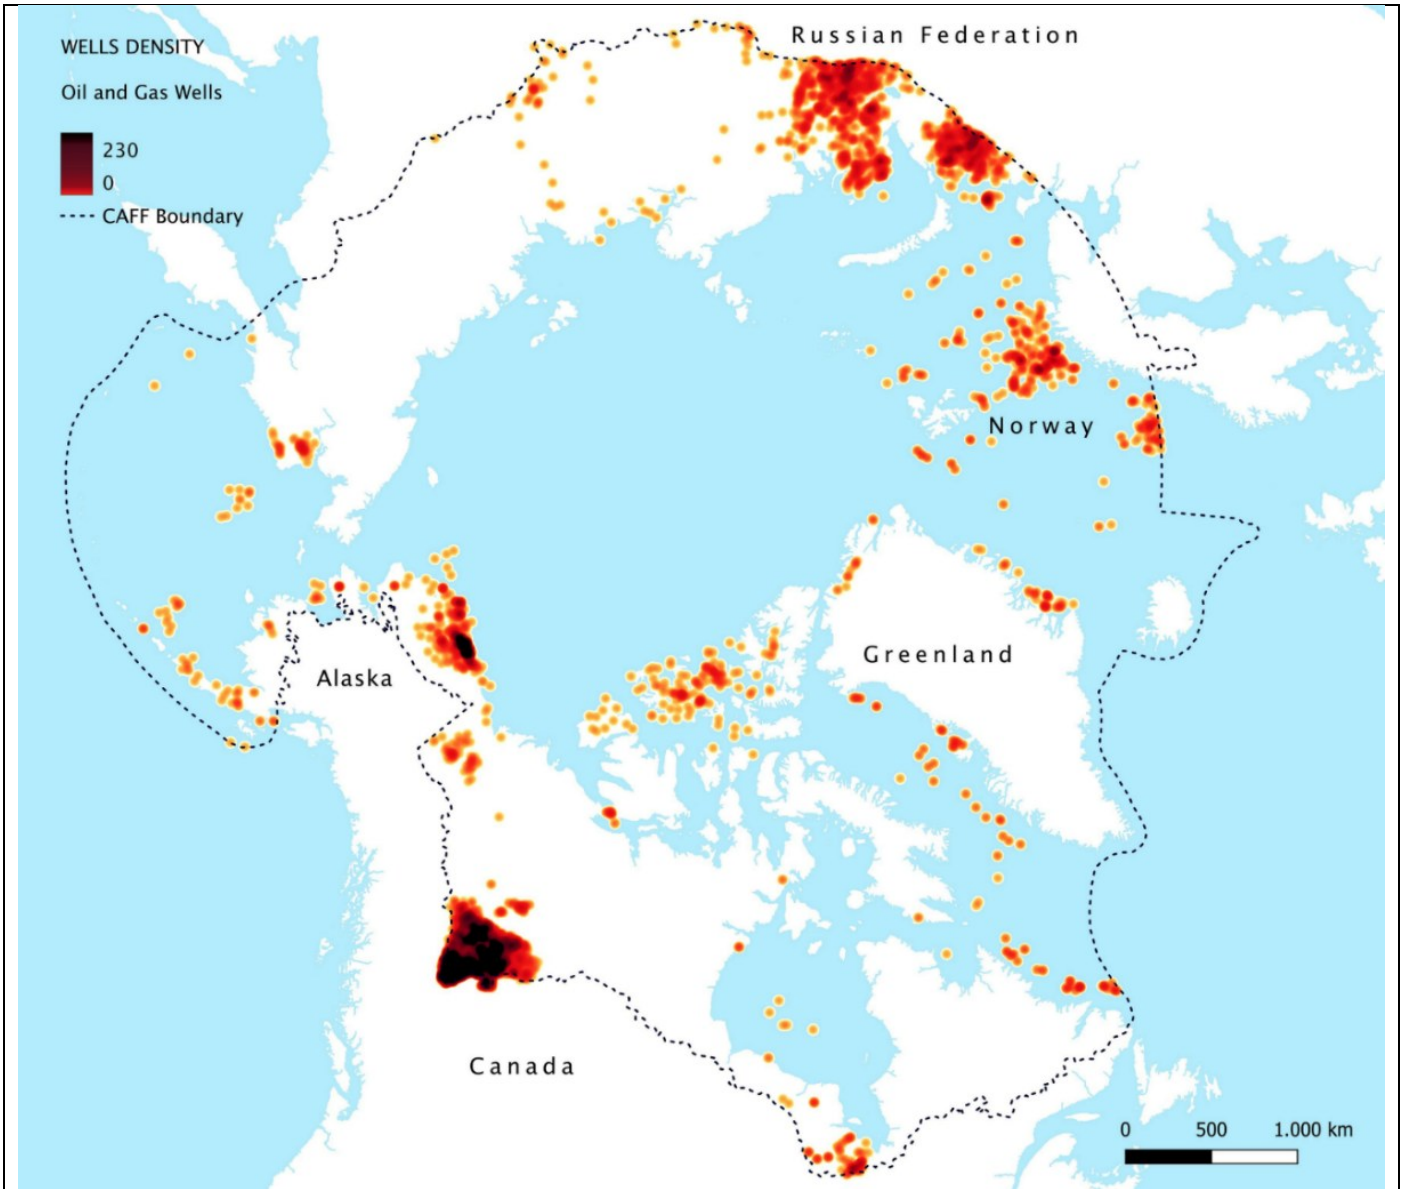 WELLS DENSITY
Oil and Gas Wells
230
0
CAFF Boundary
Russian Federation
Norway
Greenland
Alaska
Canada
0 500 1.000 km